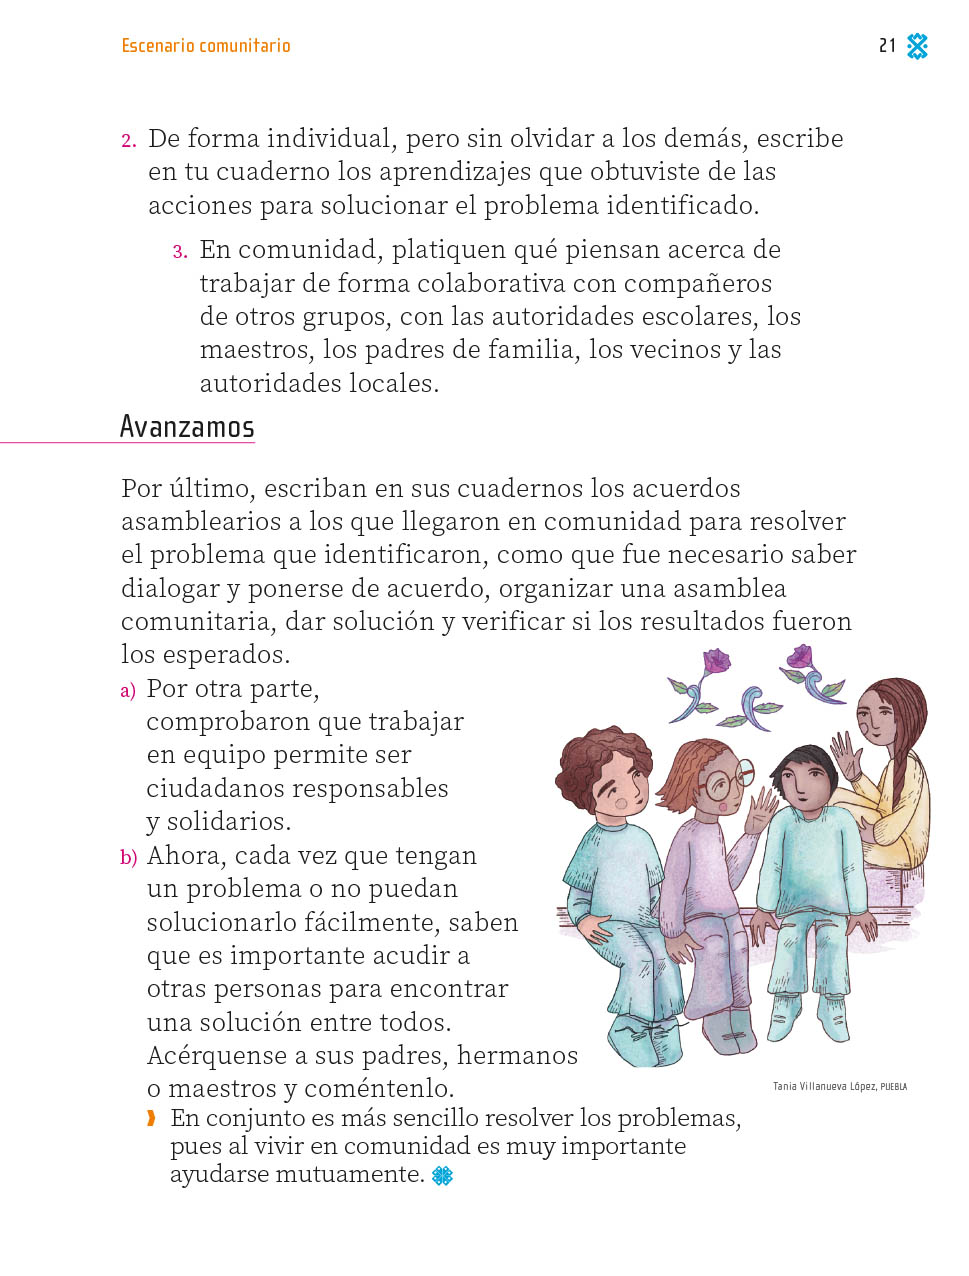 Escenario comunitario
21
2. De forma individual, pero sin olvidar a los demás, escribe
en tu cuaderno los aprendizajes que obtuviste de las
acciones para solucionar el problema identificado.
3. En comunidad, platiquen qué piensan acerca de
trabajar de forma colaborativa con compañeros
de otros grupos, con las autoridades escolares, los
maestros, los padres de familia, los vecinos y las
autoridades locales.
Avanzamos
Por último, escriban en sus cuadernos los acuerdos
asamblearios a los que llegaron en comunidad para resolver
el problema que identificaron, como que fue necesario saber
dialogar y ponerse de acuerdo, organizar una asamblea
comunitaria, dar solución y verificar si los resultados fueron
los esperados.
a) Por otra parte,
comprobaron que trabajar
en equipo permite ser
ciudadanos responsables
y solidarios.
b) Ahora, cada vez que tengan
un problema o no puedan
solucionarlo fácilmente, saben
que es importante acudir a
otras personas para encontrar
una solución entre todos.
Acérquense a sus padres, hermanos
o maestros y coméntenlo.
En conjunto es más sencillo resolver los problemas,
pues al vivir en comunidad es muy importante
ayudarse mutuamente.
Tania Villanueva López, PUEBLA